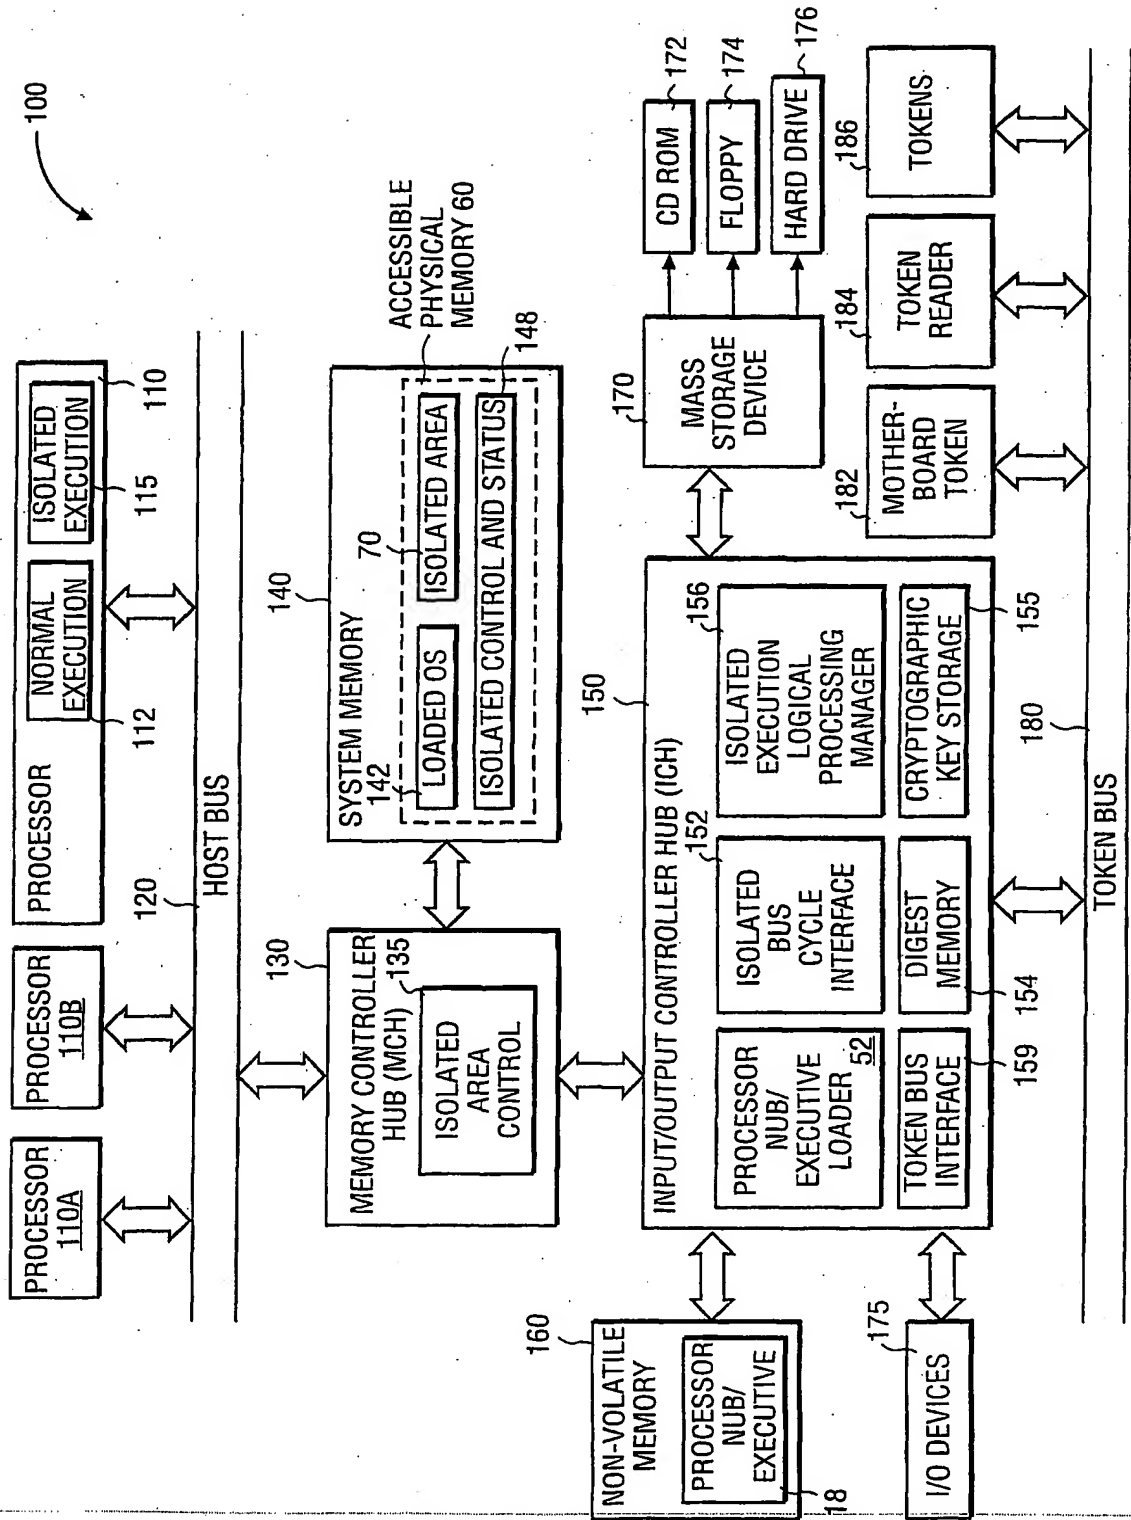 100
PROCESSOR
110A
PROCESSOR
110B
PROCESSOR
NORMAL
EXECUTION
112
ISOLATED
EXECUTION
115
110
120
HOST BUS
130
MEMORY CONTROLLER
HUB (MCH)
135
ISOLATED
AREA
CONTROL
140
SYSTEM MEMORY
142
LOADED OS
70
ISOLATED AREA
ISOLATED CONTROL AND STATUS
ACCESSIBLE
PHYSICAL
MEMORY 60
148
150
INPUT/OUTPUT CONTROLLER HUB (ICH)
PROCESSOR
NUB/
EXECUTIVE
LOADER
52
152
ISOLATED
BUS
CYCLE
INTERFACE
156
ISOLATED
EXECUTION
LOGICAL
PROCESSING
MANAGER
TOKEN BUS
INTERFACE
159
DIGEST
MEMORY
154
CRYPTOGRAPHIC
KEY STORAGE
155
160
NON-VOLATILE
MEMORY
PROCESSOR
NUB/
EXECUTIVE
18
175
I/O DEVICES
170
MASS
STORAGE
DEVICE
CD ROM
172
FLOPPY
174
HARD DRIVE
176
182
MOTHER-
BOARD
TOKEN
184
TOKEN
READER
186
TOKENS
180
TOKEN BUS